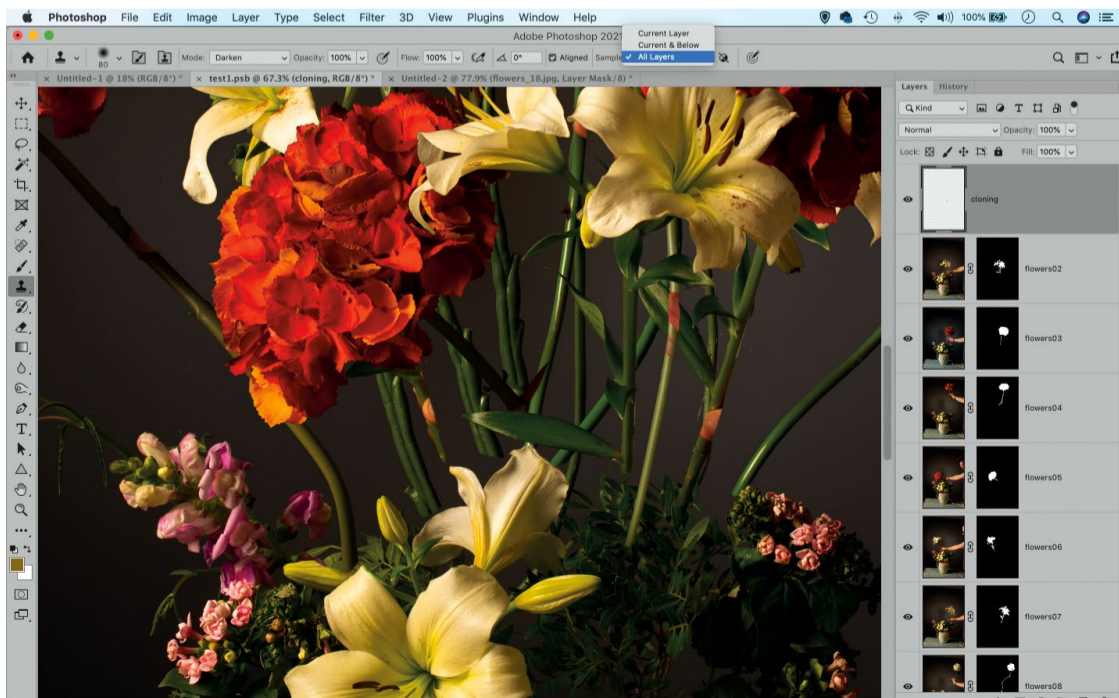 Photoshop File Edit Image Layer Type Select Filter 3D View Plugins Window Help 100%
Adobe Photoshop 2021
Current Layer
Current & Below
All Layers
80 Mode: Darken Opacity: 100% Flow: 100% 0° Aligned Sample
Untitled-1 @ 18% (RGB/8*) * test1.psb @ 67.3% (cloning, RGB/8*) * Untitled-2 @ 77.9% (flowers_18.jpg, Layer Mask/8) *
Layers History
Kind
Normal Opacity: 100%
Lock: Fill: 100%
cloning
flowers02
flowers03
flowers04
flowers05
flowers06
flowers07
flowers08